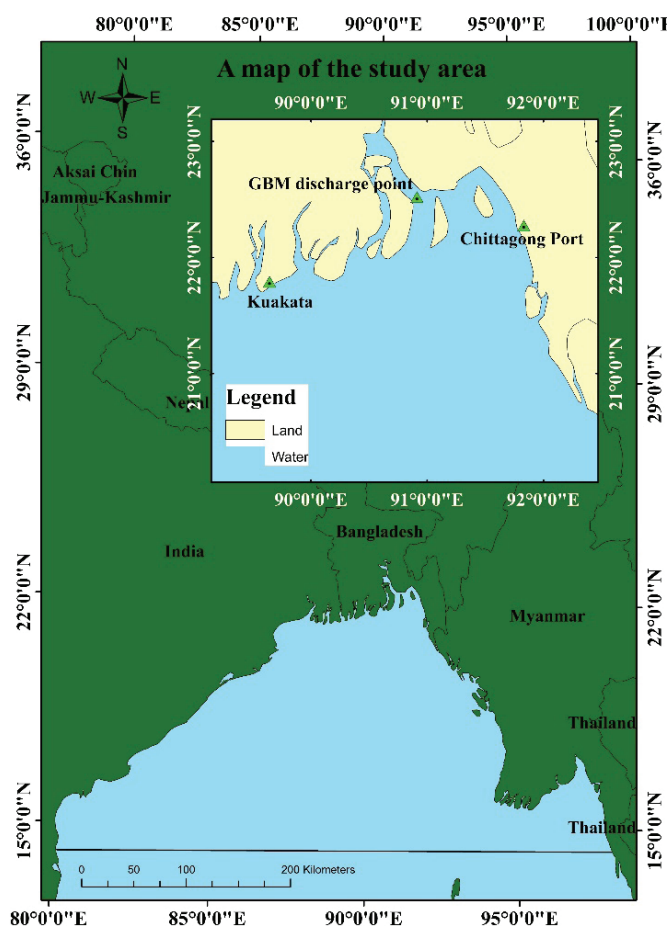 80°0'0"E 85°0'0"E 90°0'0"E 95°0'0"E 100°0'0"E
N
W E
S
A map of the study area
90°0'0"E 91°0'0"E 92°0'0"E
36°0'0"N
36°0'0"N
23°0'0"N
23°0'0"N
Aksai Chin
Jammu-Kashmir
GBM discharge point
Chittagong Port
22°0'0"N
22°0'0"N
Kuakata
29°0'0"N
29°0'0"N
21°0'0"N
21°0'0"N
Nepal
Legend
Land
Water
90°0'0"E 91°0'0"E 92°0'0"E
Bangladesh
India
22°0'0"N
22°0'0"N
Myanmar
Thailand
15°0'0"N
15°0'0"N
Thailand
0 50 100 200 Kilometers
80°0'0"E 85°0'0"E 90°0'0"E 95°0'0"E